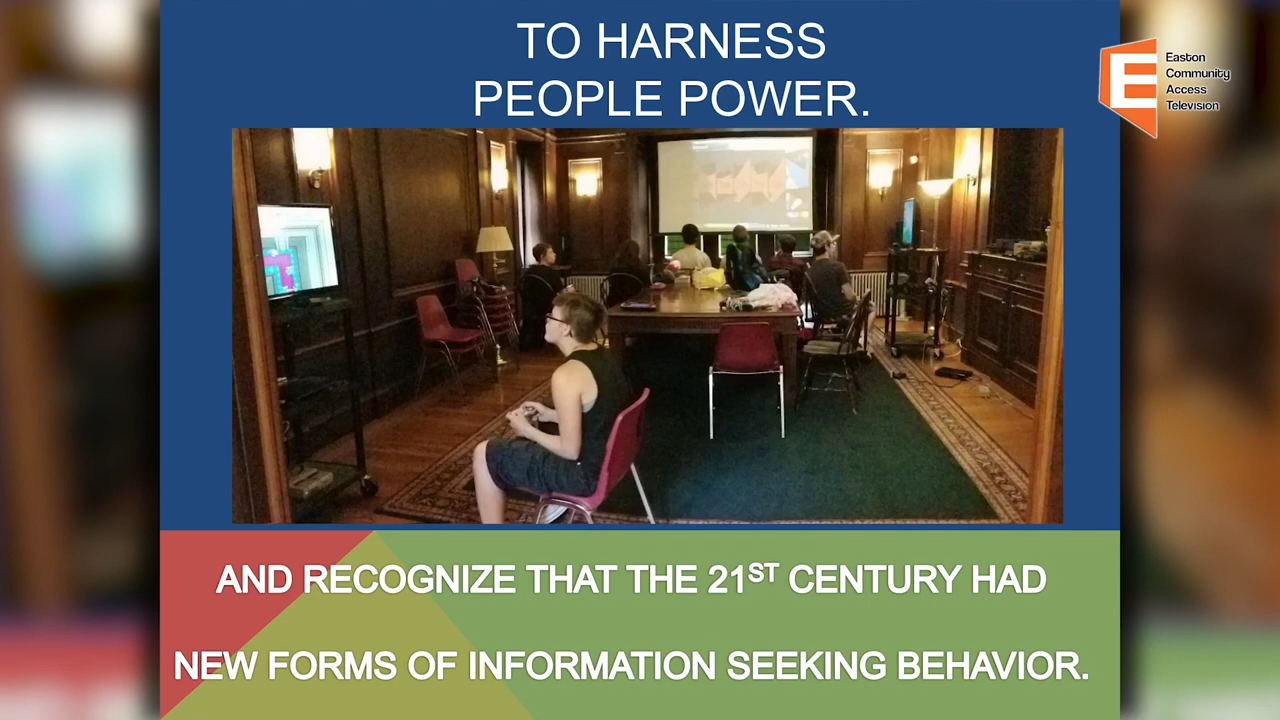 TO HARNESS
PEOPLE POWER.
Easton
Community
Access
Television
AND RECOGNIZE THAT THE 21ST CENTURY HAD
NEW FORMS OF INFORMATION SEEKING BEHAVIOR.